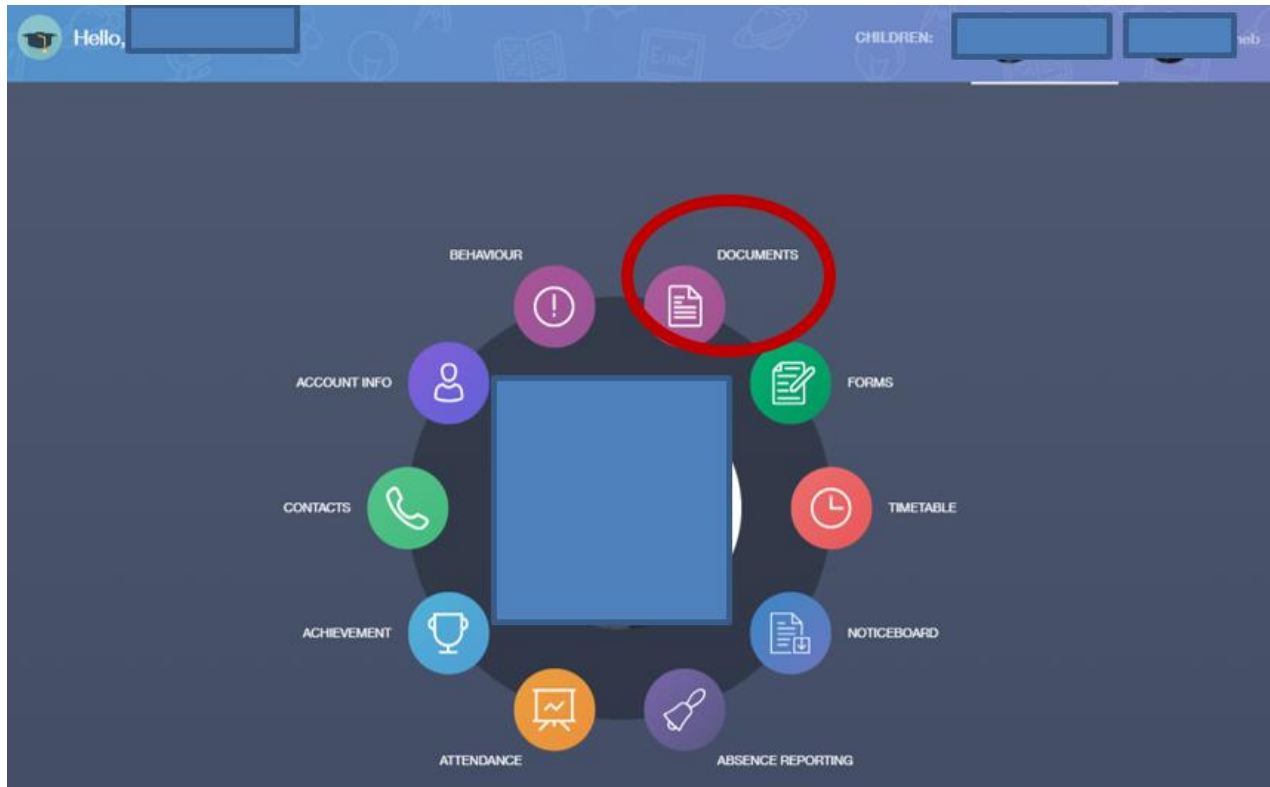 Hello,
CHILDREN:
BEHAVIOUR
DOCUMENTS
ACCOUNT INFO
FORMS
CONTACTS
TIMETABLE
ACHIEVEMENT
NOTICEBOARD
ATTENDANCE
ABSENCE REPORTING